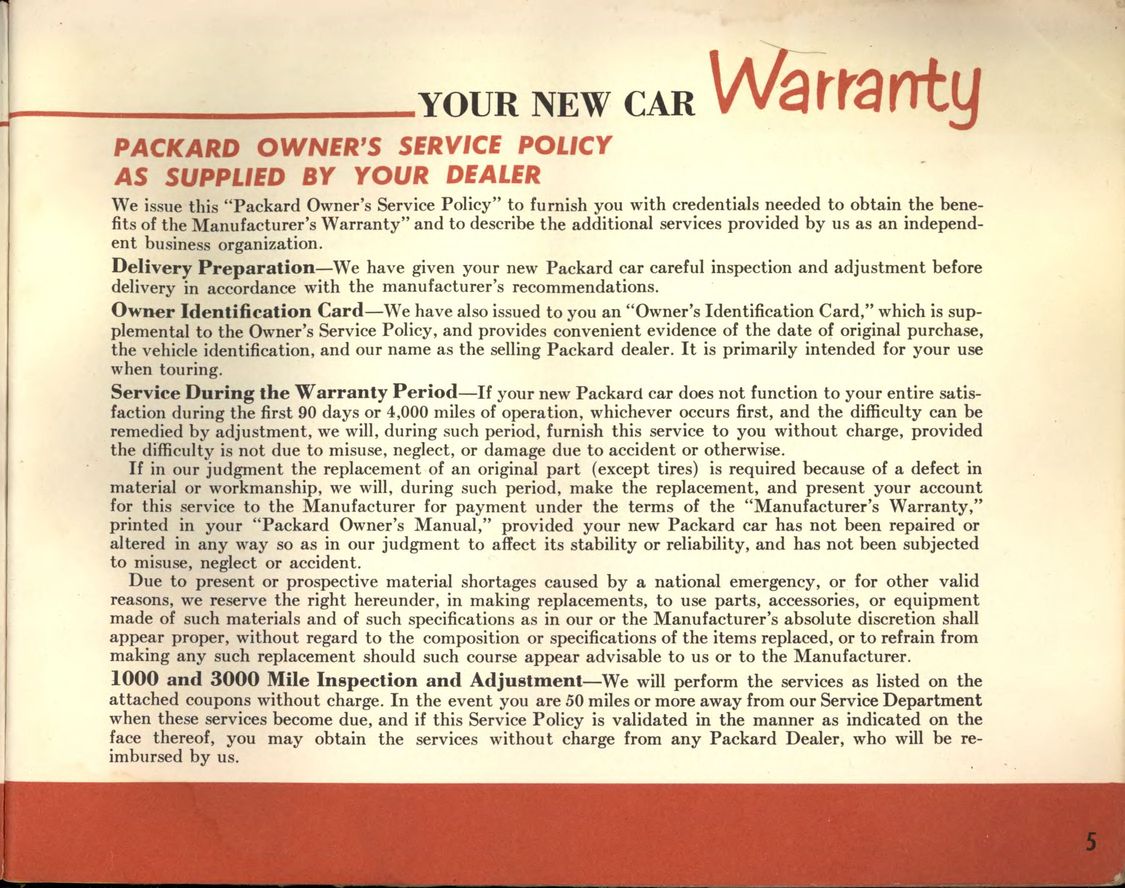 YOUR NEW CAR Warranty
PACKARD OWNER'S SERVICE POLICY
AS SUPPLIED BY YOUR DEALER
We issue this “Packard Owner’s Service Policy” to furnish you with credentials needed to obtain the bene-
fits of the Manufacturer’s Warranty” and to describe the additional services provided by us as an independ-
ent business organization.
Delivery Preparation—We have given your new Packard car careful inspection and adjustment before
delivery in accordance with the manufacturer’s recommendations.
Owner Identification Card—We have also issued to you an “Owner’s Identification Card,” which is sup-
plemental to the Owner’s Service Policy, and provides convenient evidence of the date of original purchase,
the vehicle identification, and our name as the selling Packard dealer. It is primarily intended for your use
when touring.
Service During the Warranty Period—If your new Packard car does not function to your entire satis-
faction during the first 90 days or 4,000 miles of operation, whichever occurs first, and the difficulty can be
remedied by adjustment, we will, during such period, furnish this service to you without charge, provided
the difficulty is not due to misuse, neglect, or damage due to accident or otherwise.
If in our judgment the replacement of an original part (except tires) is required because of a defect in
material or workmanship, we will, during such period, make the replacement, and present your account
for this service to the Manufacturer for payment under the terms of the “Manufacturer’s Warranty,”
printed in your “Packard Owner’s Manual,” provided your new Packard car has not been repaired or
altered in any way so as in our judgment to affect its stability or reliability, and has not been subjected
to misuse, neglect or accident.
Due to present or prospective material shortages caused by a national emergency, or for other valid
reasons, we reserve the right hereunder, in making replacements, to use parts, accessories, or equipment
made of such materials and of such specifications as in our or the Manufacturer’s absolute discretion shall
appear proper, without regard to the composition or specifications of the items replaced, or to refrain from
making any such replacement should such course appear advisable to us or to the Manufacturer.
1000 and 3000 Mile Inspection and Adjustment—We will perform the services as listed on the
attached coupons without charge. In the event you are 50 miles or more away from our Service Department
when these services become due, and if this Service Policy is validated in the manner as indicated on the
face thereof, you may obtain the services without charge from any Packard Dealer, who will be re-
imbursed by us.
5